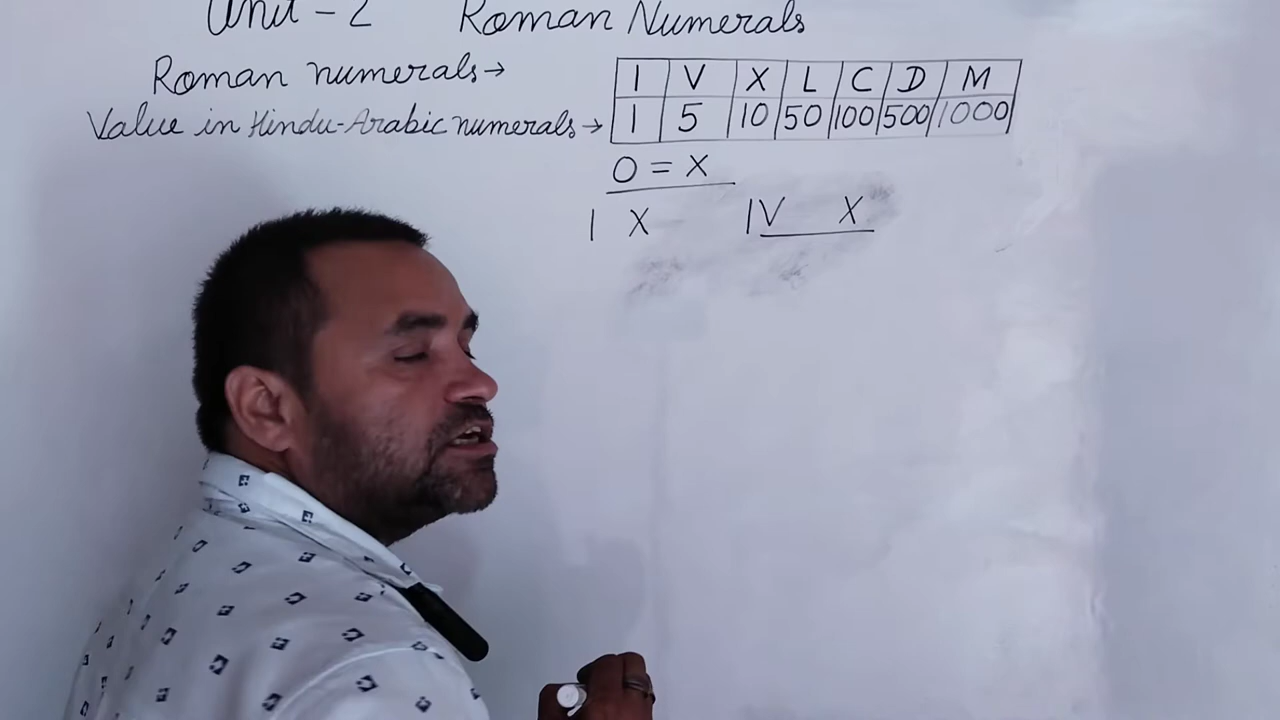 Unit - 2 Roman Numerals
Roman numerals → I V X L C D M
Value in Hindu-Arabic numerals → 1 5 10 50 100 500 1000
0 = X
I X IV X